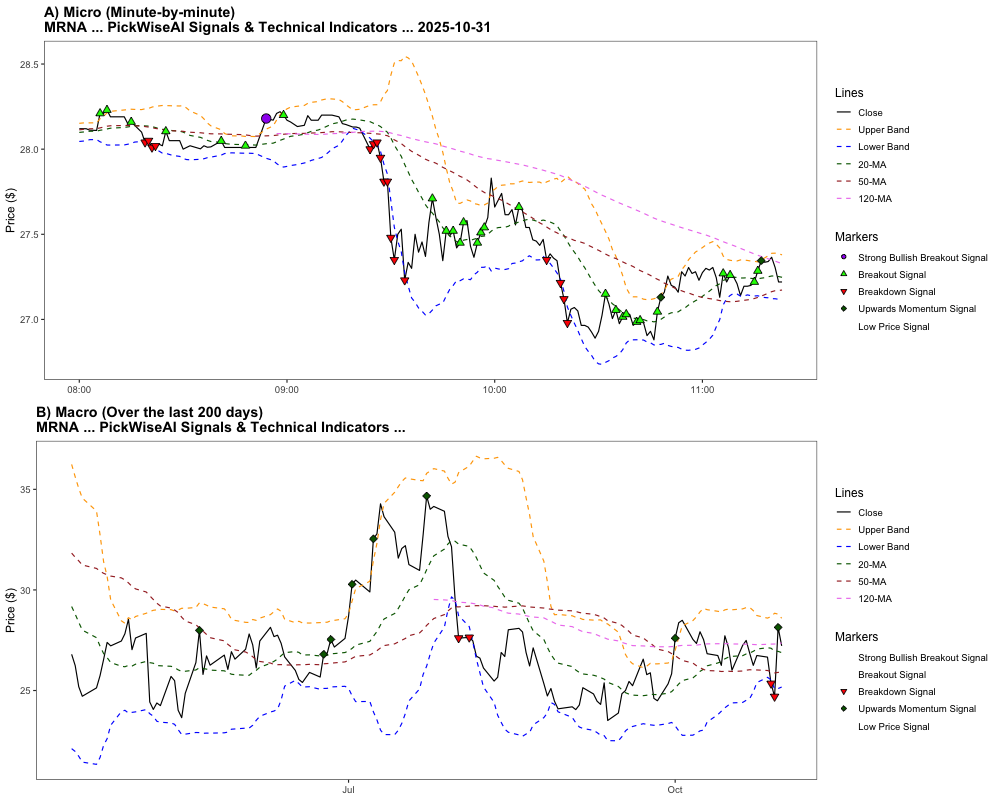 A) Micro (Minute-by-minute)
MRNA ... PickWiseAI Signals & Technical Indicators ... 2025-10-31
Price ($)
28.5
28.0
27.5
27.0
08:00
09:00
10:00
11:00
Lines
Close
Upper Band
Lower Band
20-MA
50-MA
120-MA
Markers
Strong Bullish Breakout Signal
Breakout Signal
Breakdown Signal
Upwards Momentum Signal
Low Price Signal
B) Macro (Over the last 200 days)
MRNA ... PickWiseAI Signals & Technical Indicators ...
Price ($)
35
30
25
Jul
Oct
Lines
Close
Upper Band
Lower Band
20-MA
50-MA
120-MA
Markers
Strong Bullish Breakout Signal
Breakout Signal
Breakdown Signal
Upwards Momentum Signal
Low Price Signal